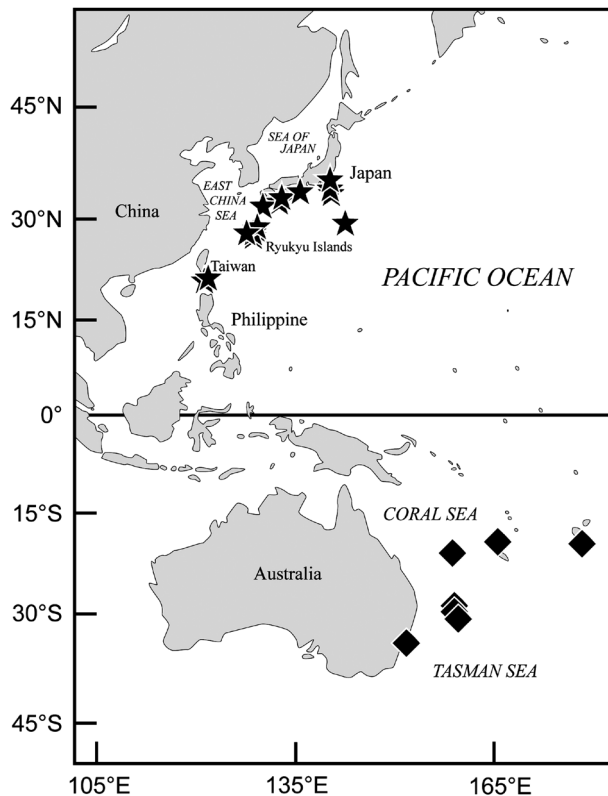 45°N
SEA OF
JAPAN
Japan
EAST
CHINA
SEA
China
30°N
Ryukyu Islands
Taiwan
PACIFIC OCEAN
15°N
Philippine
0°
15°S
CORAL SEA
Australia
30°S
TASMAN SEA
45°S
105°E
135°E
165°E